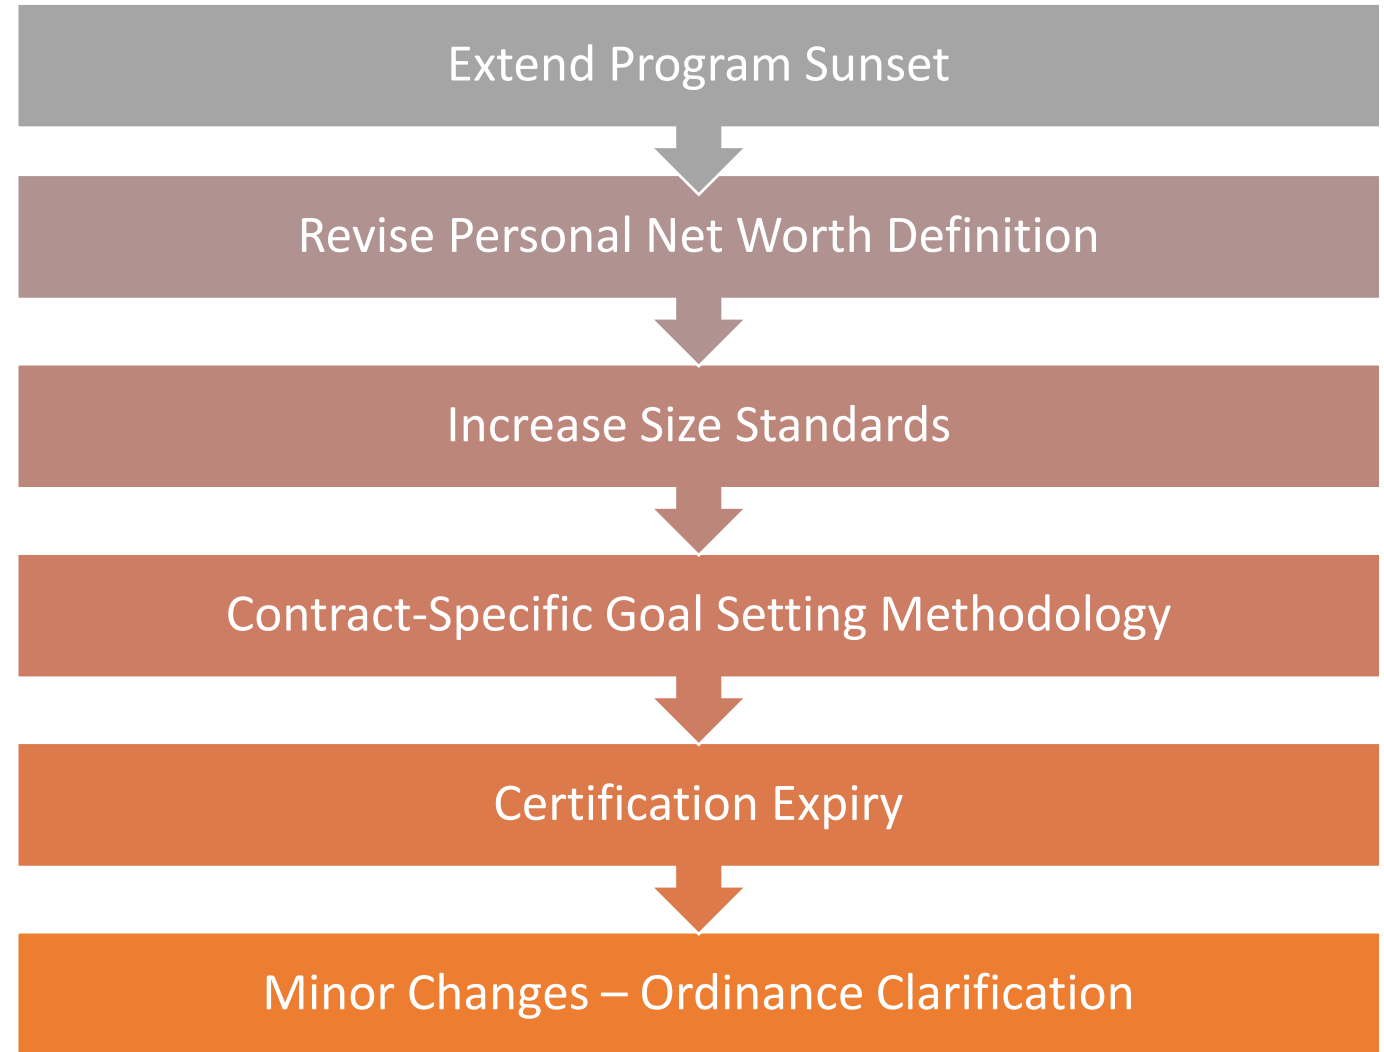 Extend Program Sunset
Revise Personal Net Worth Definition
Increase Size Standards
Contract-Specific Goal Setting Methodology
Certification Expiry
Minor Changes – Ordinance Clarification